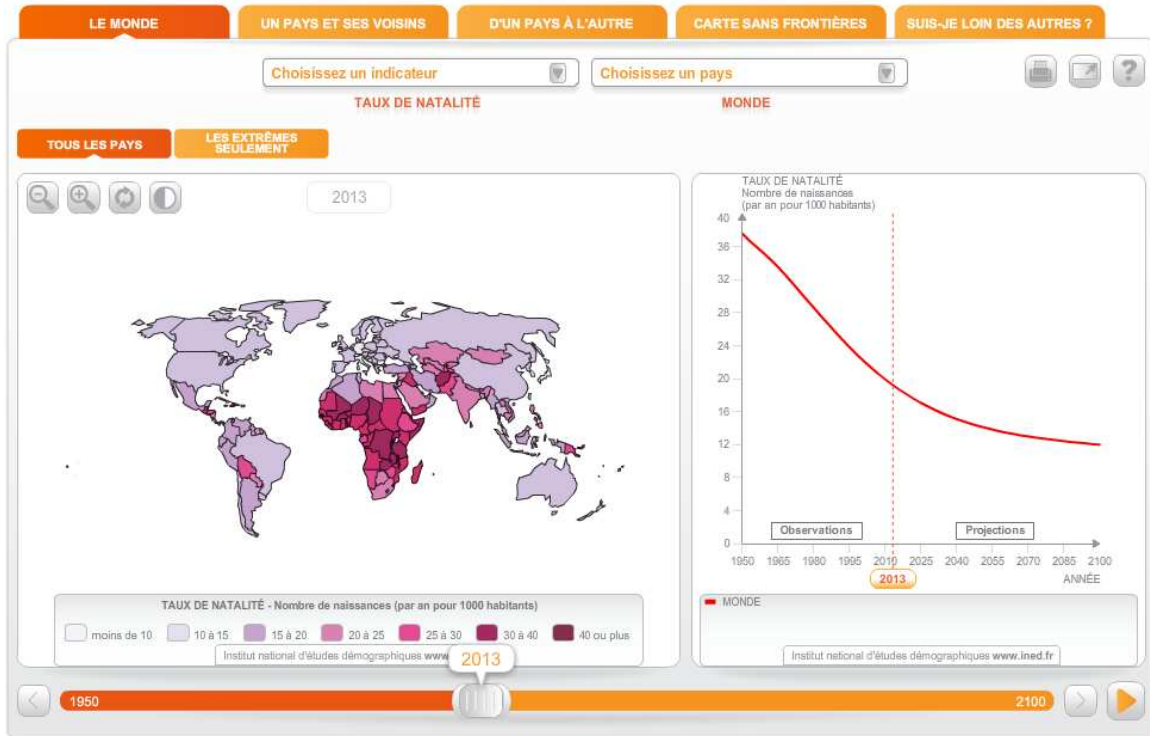 LE MONDE
UN PAYS ET SES VOISINS
D'UN PAYS À L'AUTRE
CARTE SANS FRONTIÈRES
SUIS-JE LOIN DES AUTRES ?
Choisissez un indicateur
Choisissez un pays
?
TAUX DE NATALITÉ
MONDE
TOUS LES PAYS
LES EXTRÊMES
SEULEMENT
2013
TAUX DE NATALITÉ - Nombre de naissances (par an pour 1000 habitants)
moins de 10
10 à 15
15 à 20
20 à 25
25 à 30
30 à 40
40 ou plus
Institut national d'études démographiques www
TAUX DE NATALITÉ
Nombre de naissances
(par an pour 1000 habitants)
40
36
32
28
24
20
16
12
8
4
0
Observations
Projections
1950 1965 1980 1995 2010 2025 2040 2055 2070 2085 2100
2013
ANNÉE
MONDE
Institut national d'études démographiques www.ined.fr
2013
1950
2100